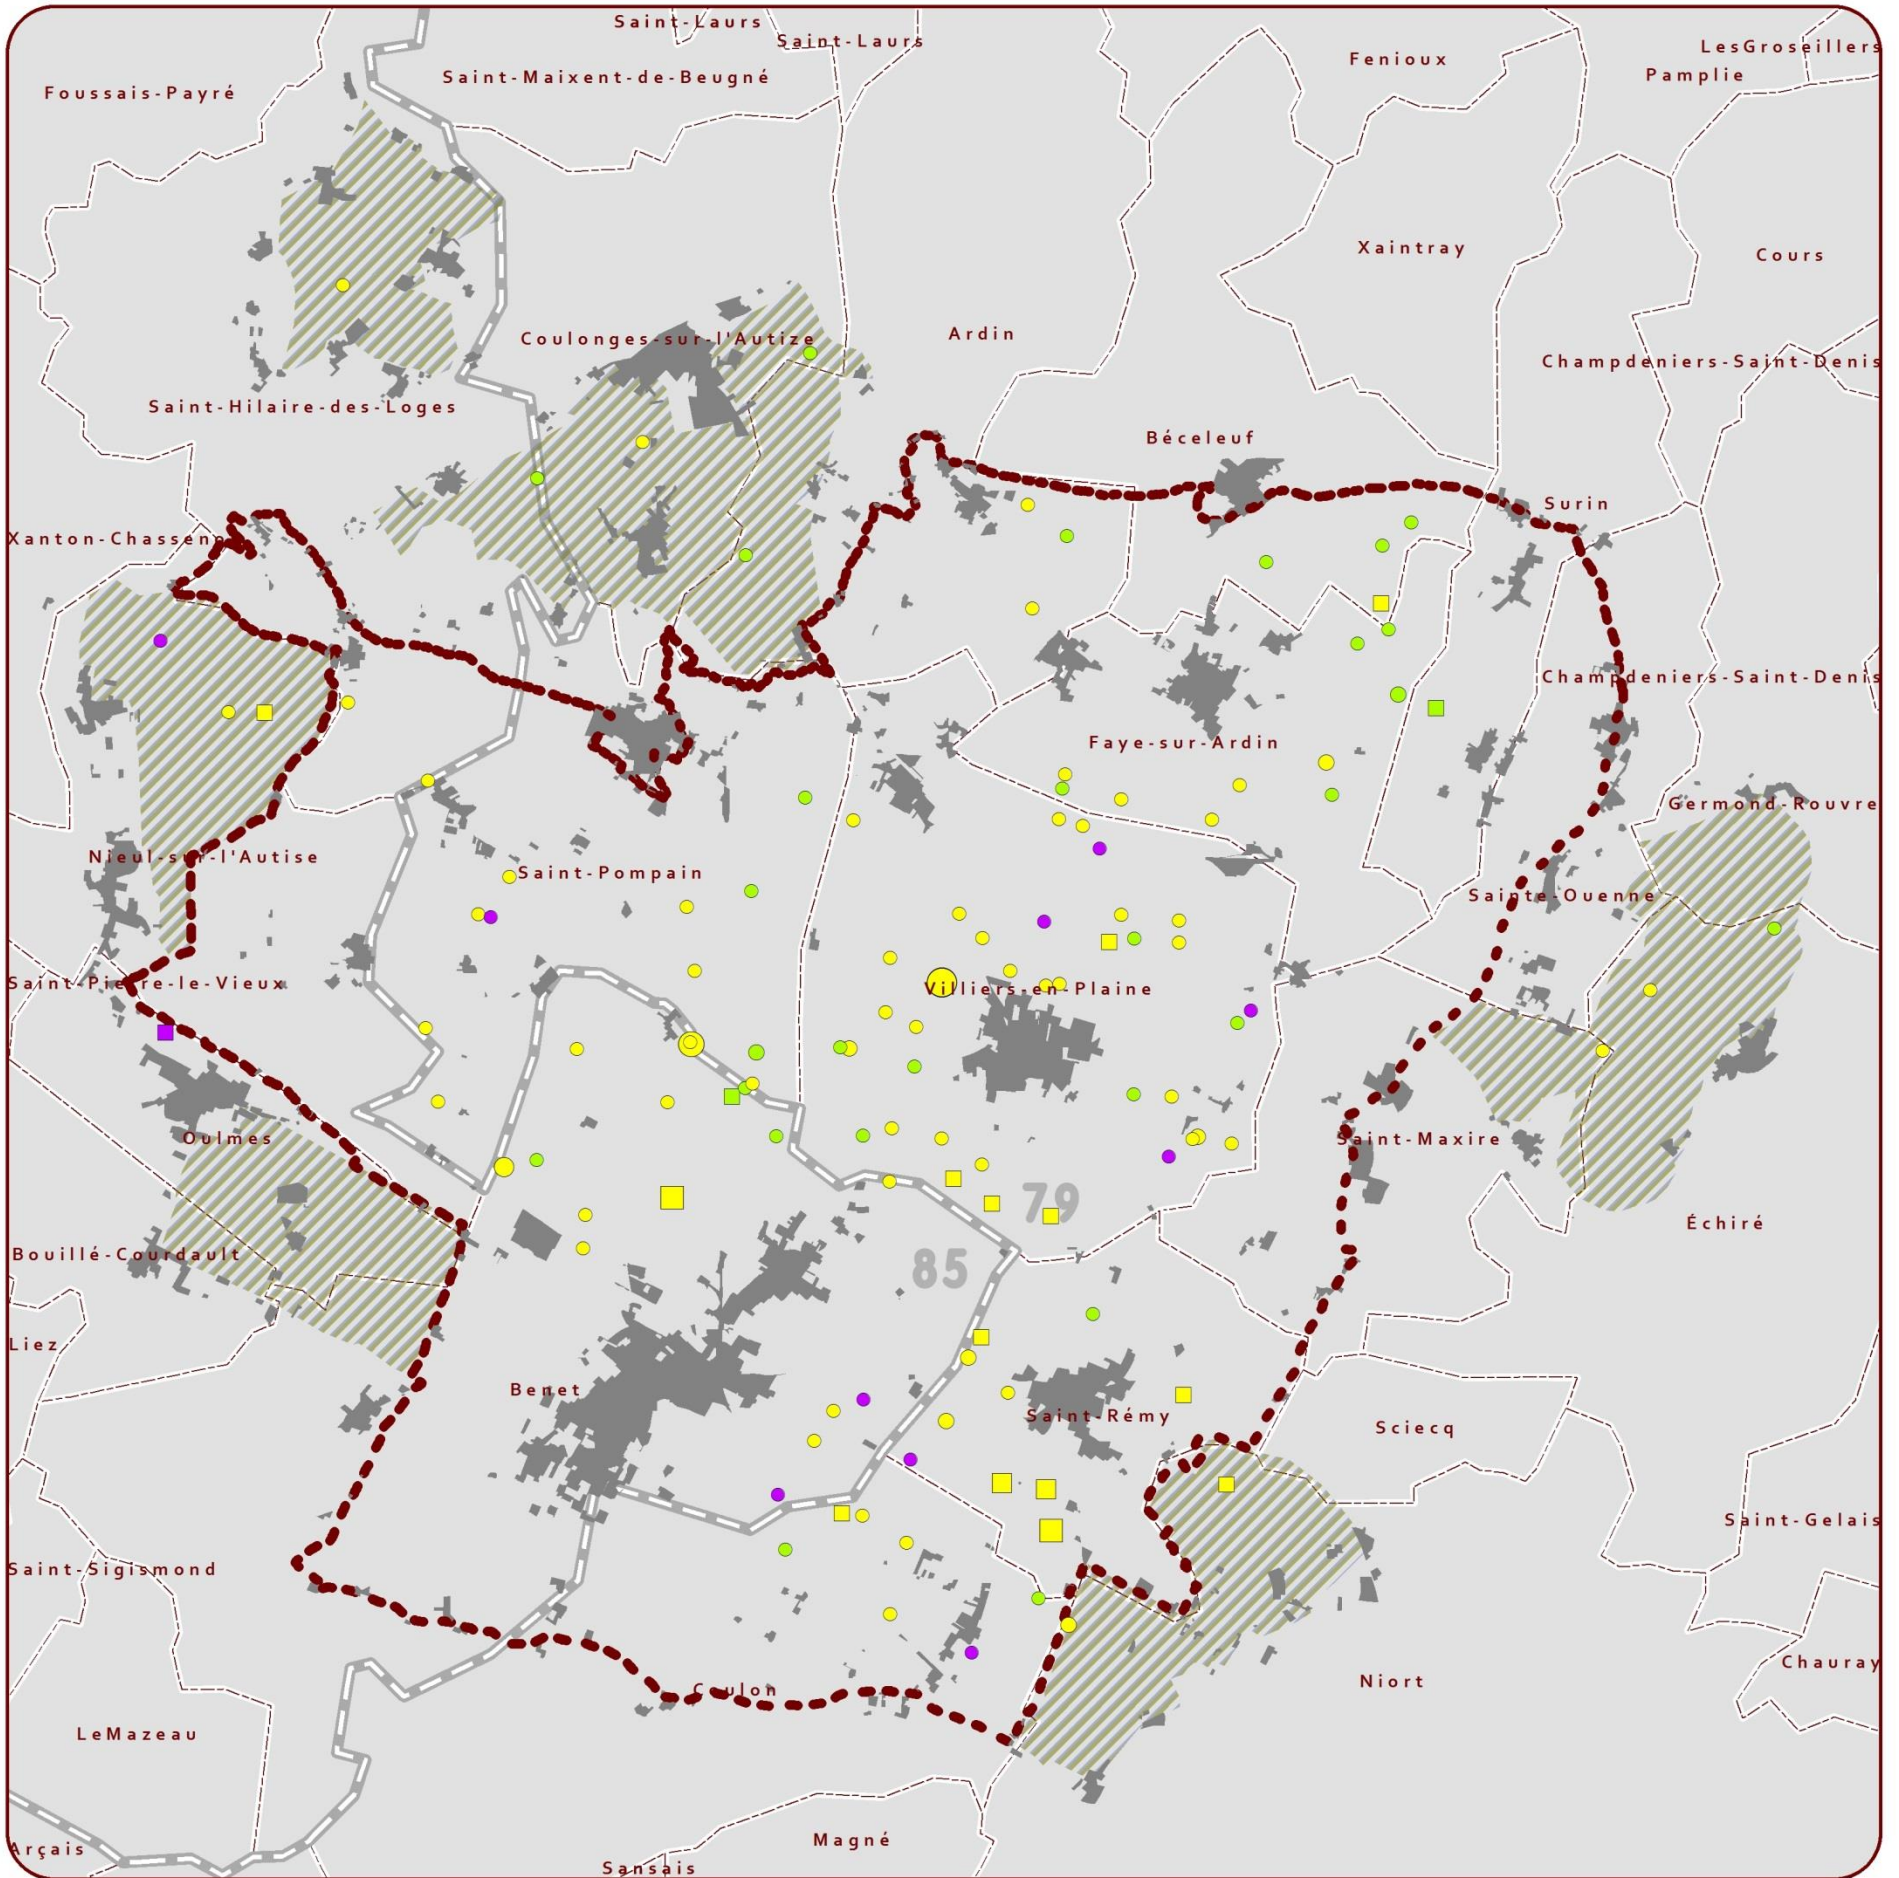 Saint-Laurs
Saint-Laurs
LesGroseillers
Fenioux
Pamplie
Saint-Maixent-de-Beugné
Foussais-Payré
Xaintray
Cours
Ardin
Coulonges-sur-l'Autize
Champdeniers-Saint-Denis
Saint-Hilaire-des-Loges
Béceleuf
Surin
Xanton-Chasseno
Champdeniers-Saint-Denis
Faye-sur-Ardin
Germond-Rouvre
Nieul-sur-l'Autise
Saint-Pompain
Sainte-Ouenne
Saint-Pierre-le-Vieux
Villiers-en-Plaine
Oulmes
Saint-Maxire
79
Échiré
Bouillé-Courdault
85
Liez
Benet
Saint-Rémy
Sciecq
Saint-Gelais
Saint-Sigismond
Chauray
Niort
Coulon
LeMazeau
Magné
Arçais
Sansais